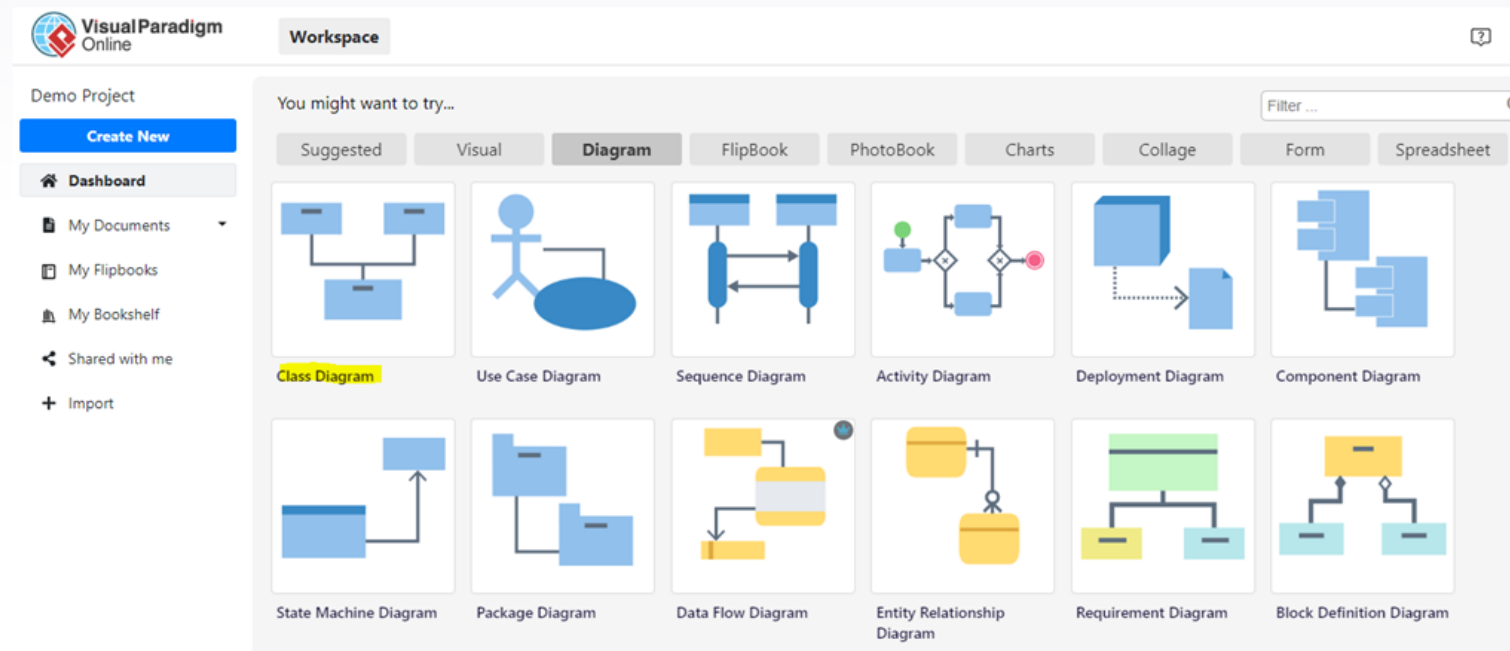 Visual Paradigm
Online
Workspace
Demo Project
Create New
Dashboard
My Documents
My Flipbooks
My Bookshelf
Shared with me
Import
You might want to try...
Filter ...
Suggested
Visual
Diagram
FlipBook
PhotoBook
Charts
Collage
Form
Spreadsheet
Class Diagram
Use Case Diagram
Sequence Diagram
Activity Diagram
Deployment Diagram
Component Diagram
State Machine Diagram
Package Diagram
Data Flow Diagram
Entity Relationship
Diagram
Requirement Diagram
Block Definition Diagram